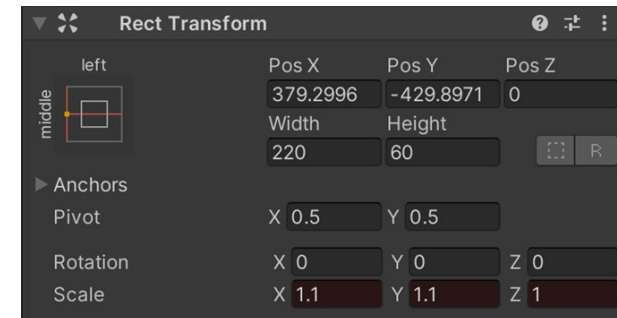 Rect Transform
left
middle
Pos X Pos Y Pos Z
379.2996 -429.8971 0
Width Height
220 60
R
Anchors
Pivot X 0.5 Y 0.5
Rotation X 0 Y 0 Z 0
Scale X 1.1 Y 1.1 Z 1